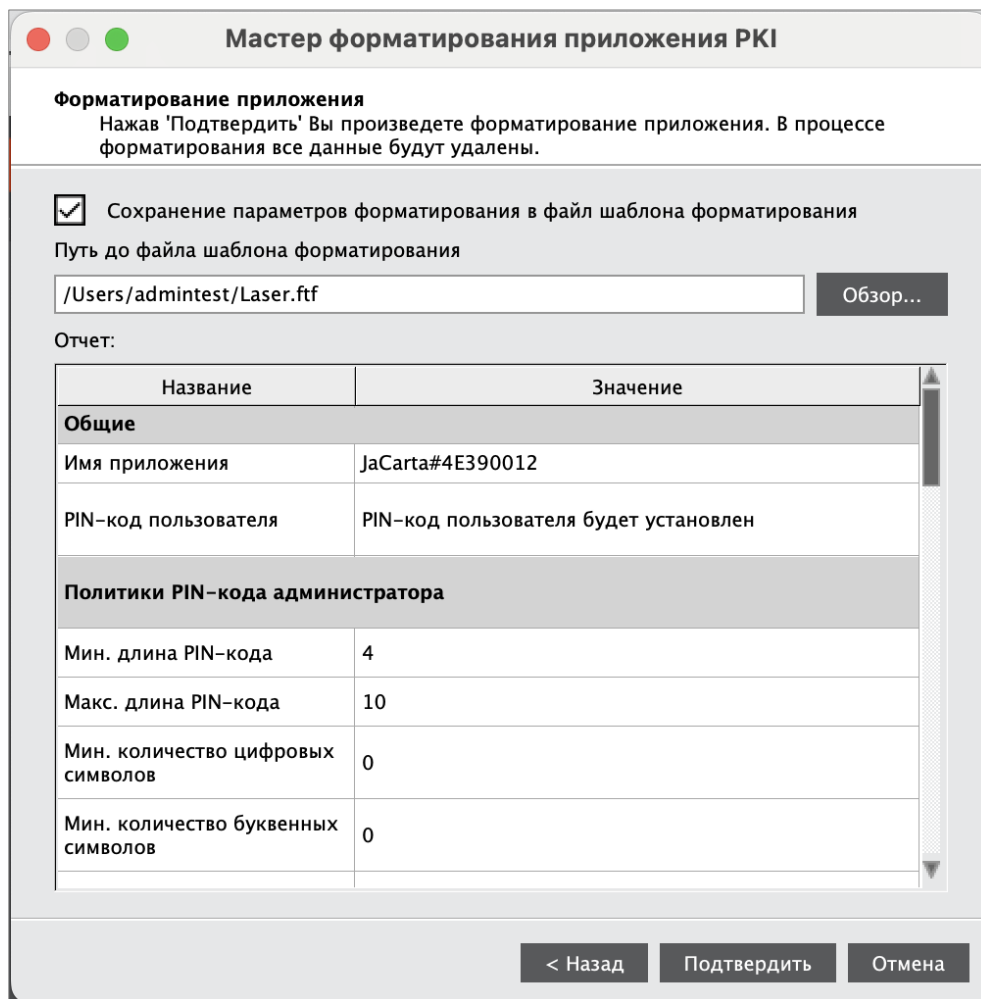 Мастер форматирования приложения PKI
Форматирование приложения
Нажав 'Подтвердить' Вы произведете форматирование приложения. В процессе
форматирования все данные будут удалены.
Сохранение параметров форматирования в файл шаблона форматирования
Путь до файла шаблона форматирования
/Users/admintest/Laser.ftf
Обзор...
Отчет:
Название Значение
Общие
Имя приложения JaCarta#4E390012
PIN-код пользователя PIN-код пользователя будет установлен
Политики PIN-кода администратора
Мин. длина PIN-кода 4
Макс. длина PIN-кода 10
Мин. количество цифровых
символов 0
Мин. количество буквенных
символов 0
< Назад Подтвердить Отмена